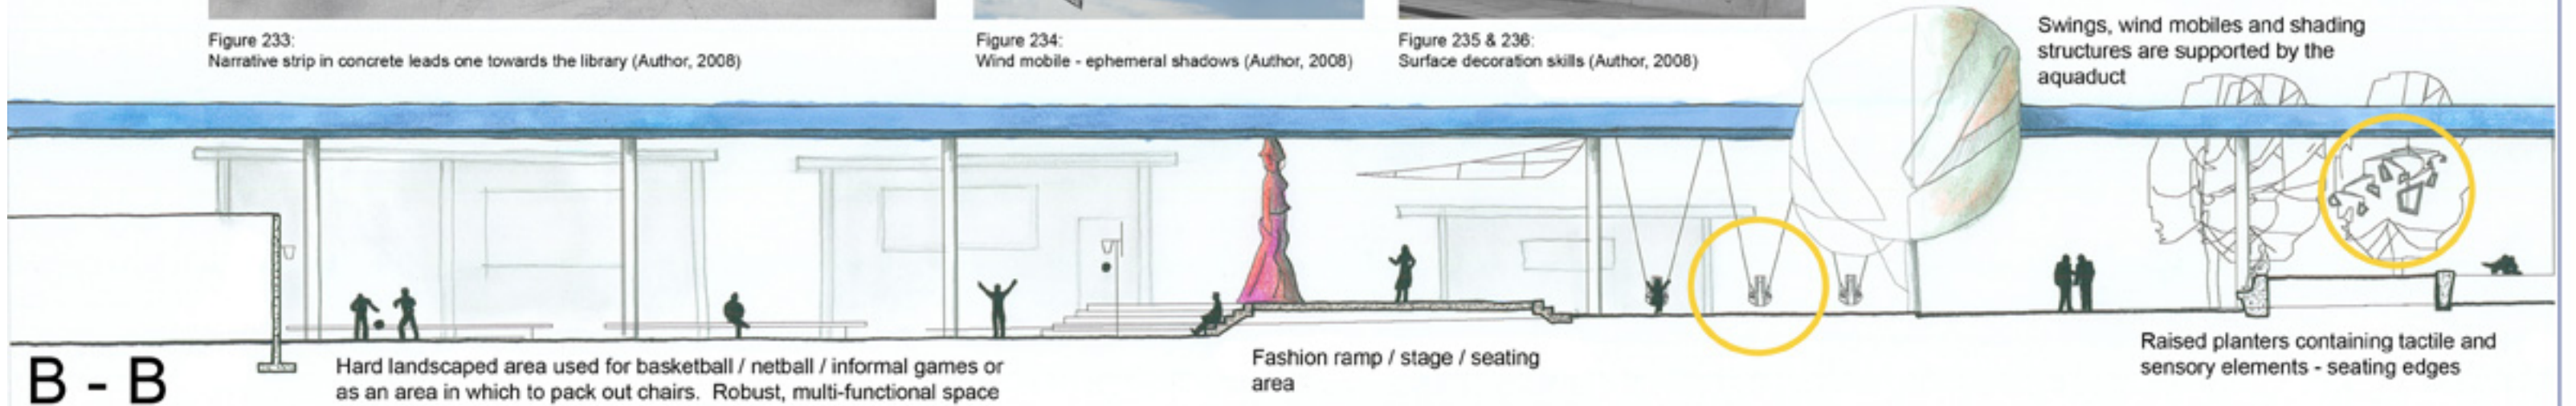 Figure 233:
Narrative strip in concrete leads one towards the library (Author, 2008)
Figure 234:
Wind mobile - ephemeral shadows (Author, 2008)
Figure 235 & 236:
Surface decoration skills (Author, 2008)
Swings, wind mobiles and shading
structures are supported by the
aquaduct
B - B
Hard landscaped area used for basketball / netball / informal games or
as an area in which to pack out chairs. Robust, multi-functional space
Fashion ramp / stage / seating
area
Raised planters containing tactile and
sensory elements - seating edges